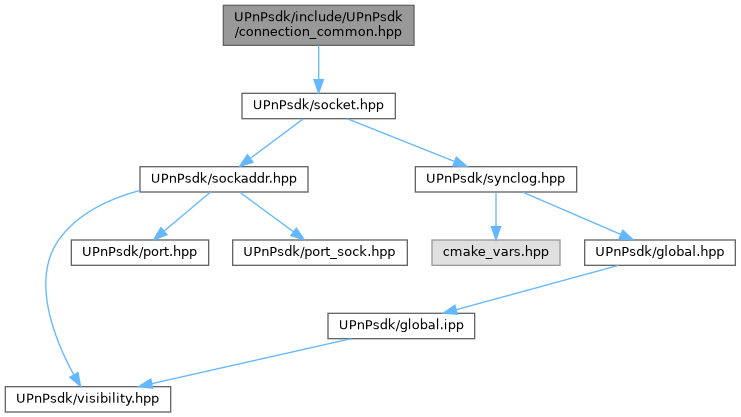 UPnPsdk/include/UPnPsdk
/connection_common.hpp
UPnPsdk/socket.hpp
UPnPsdk/sockaddr.hpp
UPnPsdk/synclog.hpp
UPnPsdk/port.hpp
UPnPsdk/port_sock.hpp
cmake_vars.hpp
UPnPsdk/global.hpp
UPnPsdk/global.ipp
UPnPsdk/visibility.hpp